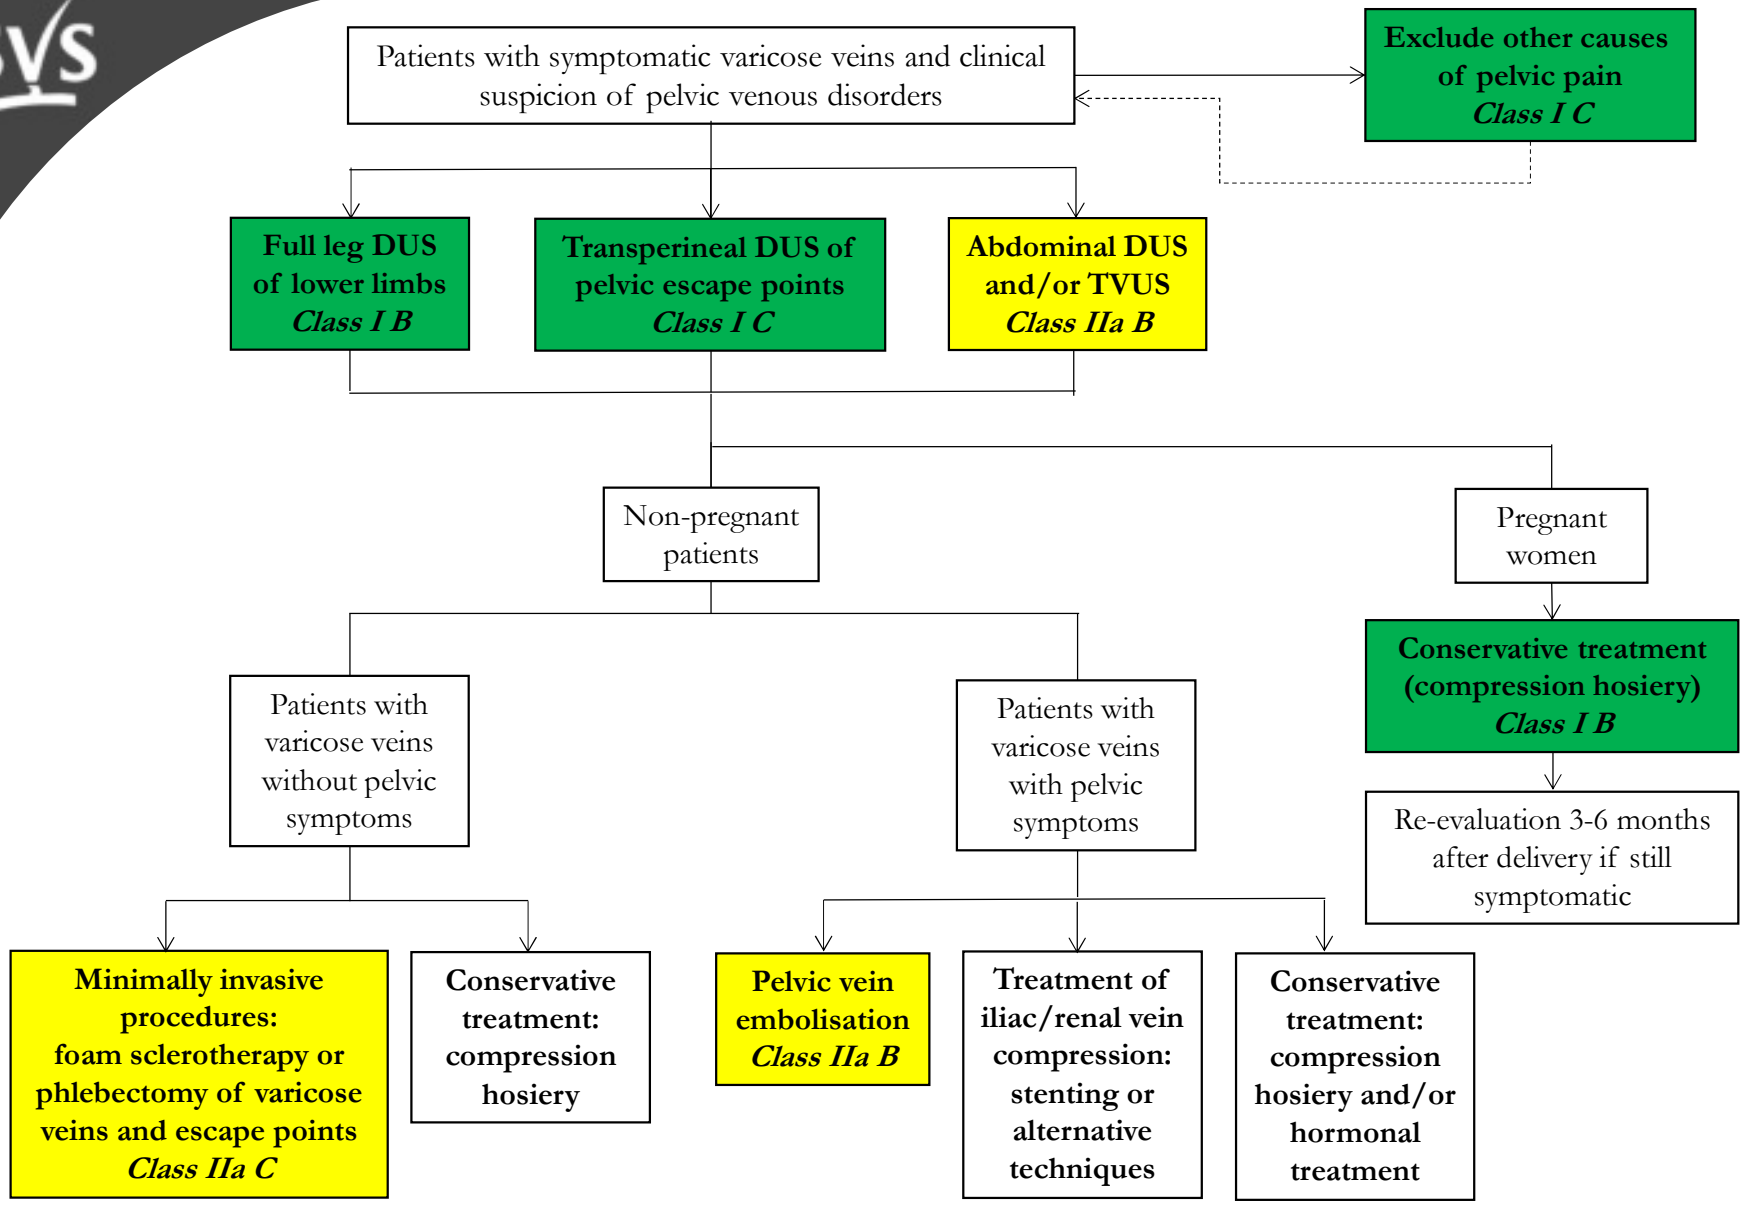 SVS
Patients with symptomatic varicose veins and clinical
suspicion of pelvic venous disorders
Exclude other causes
of pelvic pain
Class I C
Full leg DUS
of lower limbs
Class I B
Transperineal DUS of
pelvic escape points
Class I C
Abdominal DUS
and/or TVUS
Class IIa B
Non-pregnant
patients
Pregnant
women
Conservative treatment
(compression hosiery)
Class I B
Re-evaluation 3-6 months
after delivery if still
symptomatic
Patients with
varicose veins
without pelvic
symptoms
Patients with
varicose veins
with pelvic
symptoms
Minimally invasive
procedures:
foam sclerotherapy or
phlebectomy of varicose
veins and escape points
Class IIa C
Conservative
treatment:
compression
hosiery
Pelvic vein
embolisation
Class IIa B
Treatment of
iliac/renal vein
compression:
stenting or
alternative
techniques
Conservative
treatment:
compression
hosiery and/or
hormonal
treatment